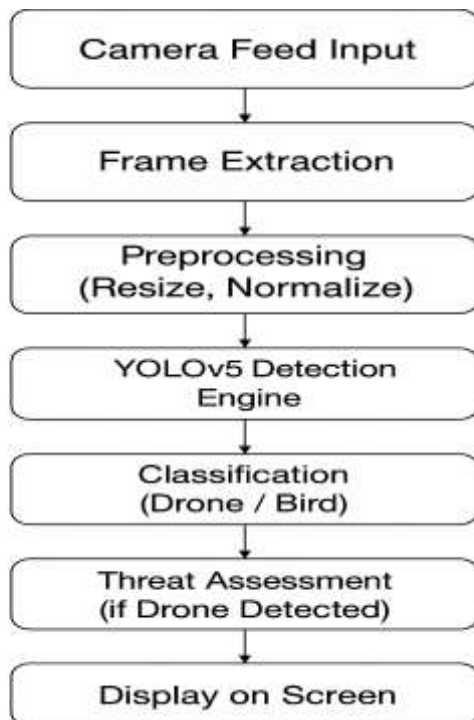 Camera Feed Input
Frame Extraction
Preprocessing
(Resize, Normalize)
YOLOv5 Detection
Engine
Classification
(Drone / Bird)
Threat Assessment
(if Drone Detected)
Display on Screen